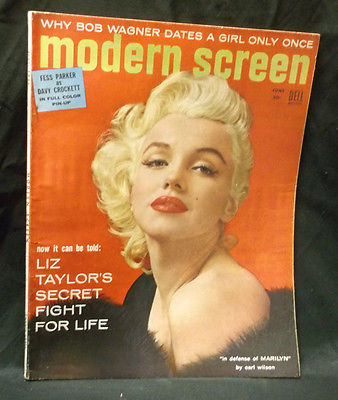 WHY BOB WAGNER DATES A GIRL ONLY ONCE
modern screen
FESS PARKER
as
DAVY CROCKETT
IN FULL COLOR
PIN-UP
JUNE
20¢
DELL
now it can be told:
LIZ
TAYLOR'S
SECRET
FIGHT
FOR LIFE
"in defense of MARILYN"
by earl wilson